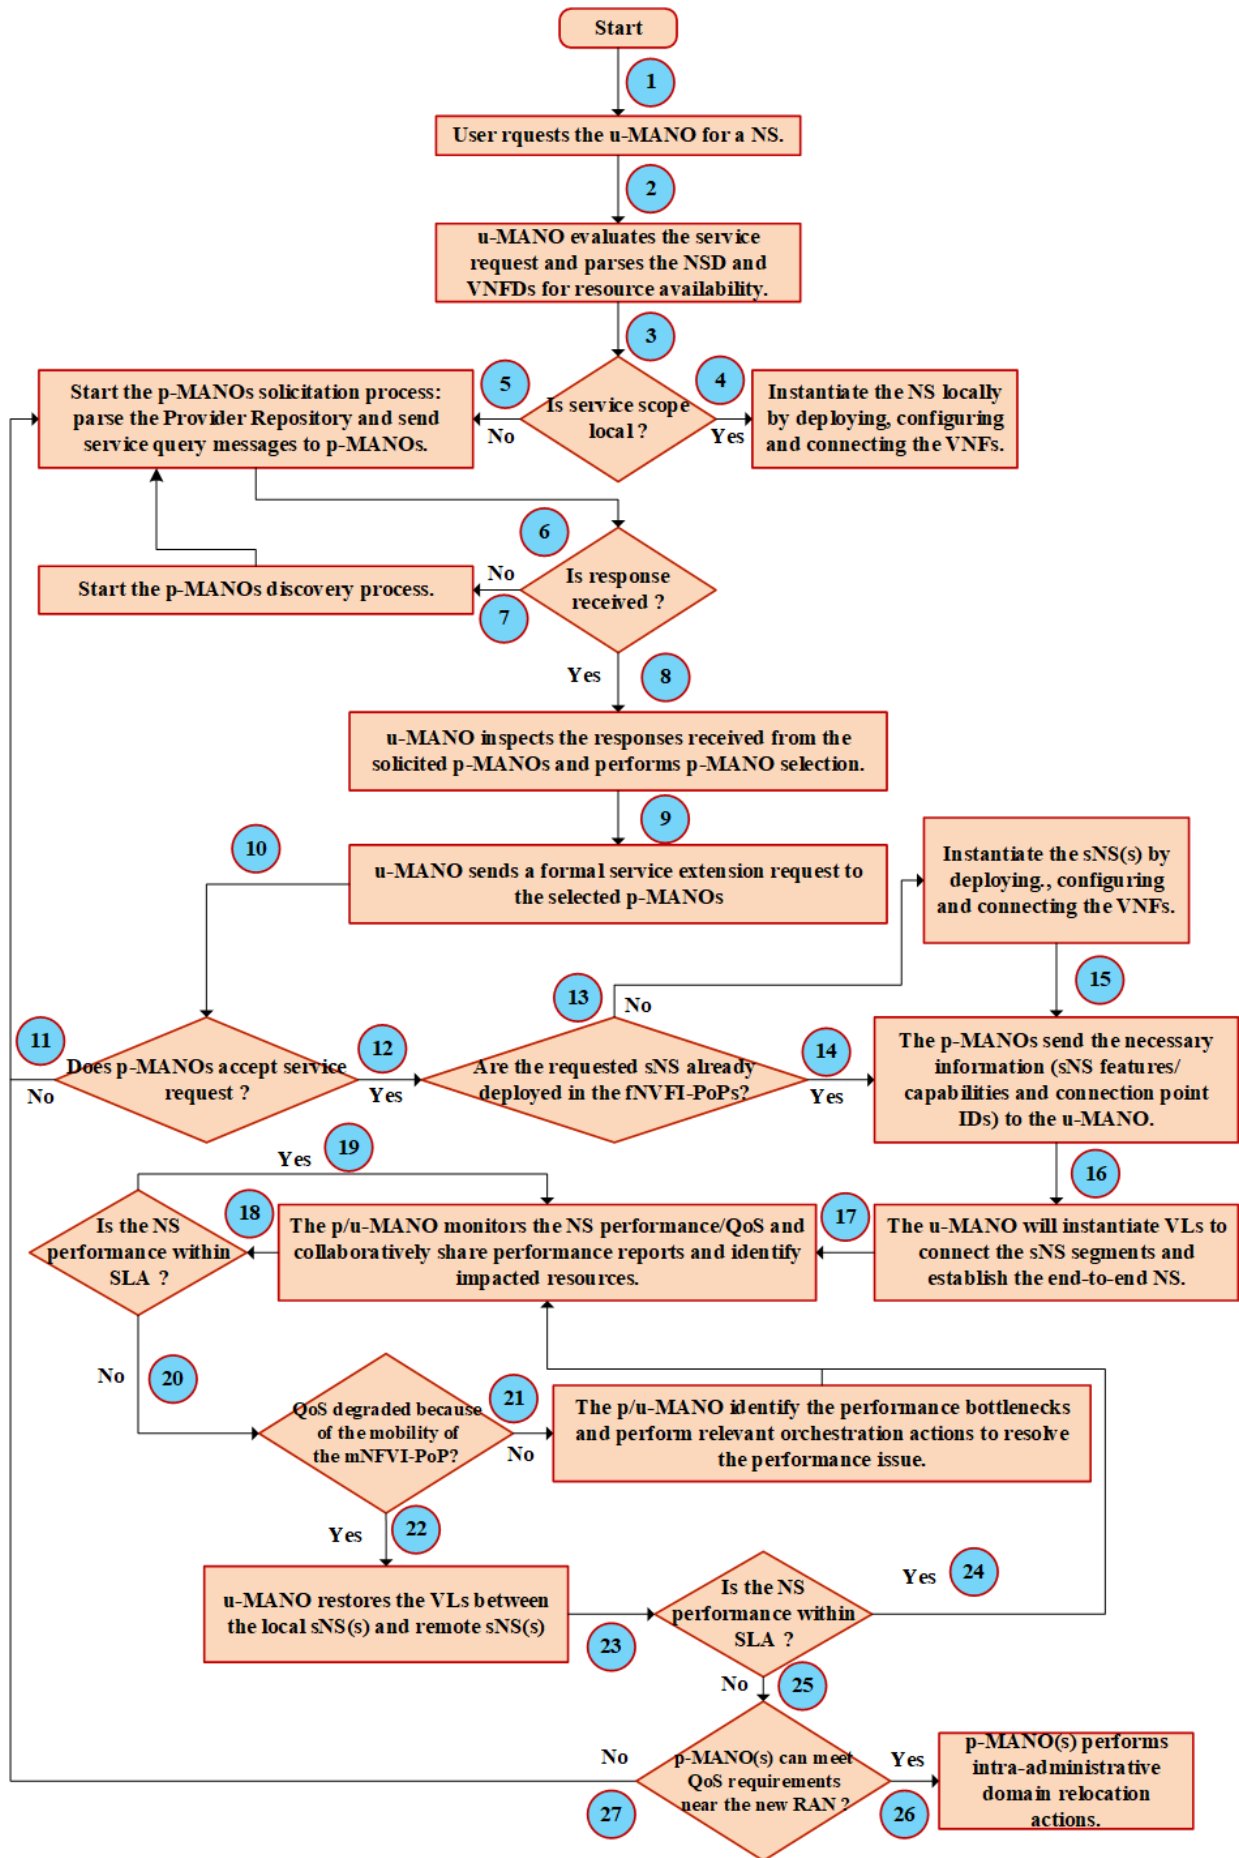 Start
1
User rquests the u-MANO for a NS.
2
u-MANO evaluates the service
request and parses the NSD and
VNFDs for resource availability.
3
Start the p-MANOs solicitation process:
parse the Provider Repository and send
service query messages to p-MANOs.
5
No
Is service scope
local ?
4
Yes
Instantiate the NS locally
by deploying, configuring
and connecting the VNFs.
6
Start the p-MANOs discovery process.
No
7
Is response
received ?
Yes
8
u-MANO inspects the responses received from the
solicited p-MANOs and performs p-MANO selection.
9
10
u-MANO sends a formal service extension request to
the selected p-MANOs
Instantiate the sNS(s) by
deploying., configuring
and connecting the VNFs.
15
13
No
11
No
Does p-MANOs accept service
request ?
12
Yes
Are the requested sNS already
deployed in the fNVFI-PoPs?
14
Yes
The p-MANOs send the necessary
information (sNS features/
capabilities and connection point
IDs) to the u-MANO.
16
Yes
19
Is the NS
performance within
SLA ?
18
The p/u-MANO monitors the NS performance/QoS and
collaboratively share performance reports and identify
impacted resources.
17
The u-MANO will instantiate VLs to
connect the sNS segments and
establish the end-to-end NS.
No
20
QoS degraded because
of the mobility of
the mNFVI-PoP?
21
No
The p/u-MANO identify the performance bottlenecks
and perform relevant orchestration actions to resolve
the performance issue.
Yes
22
u-MANO restores the VLs between
the local sNS(s) and remote sNS(s)
23
Is the NS
performance within
SLA ?
Yes
24
No
25
No
27
p-MANO(s) can meet
QoS requirements
near the new RAN ?
Yes
26
p-MANO(s) performs
intra-administrative
domain relocation
actions.